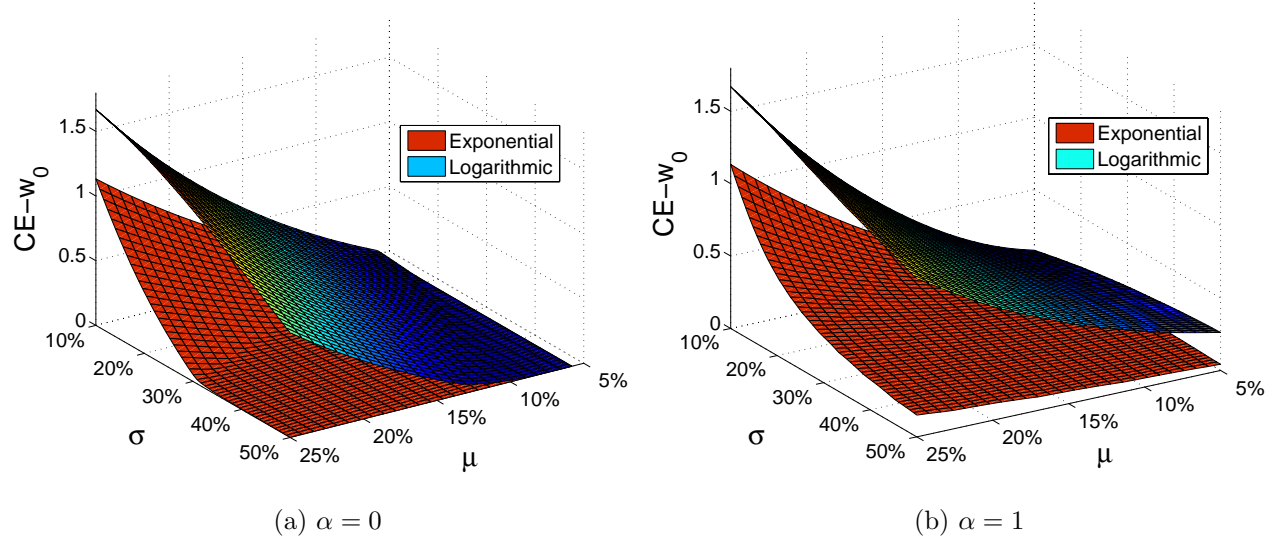 CE−w0
1.5
1
0.5
0
10%
20%
30%
40%
50%
σ
25%
20%
15%
10%
5%
μ
Exponential
Logarithmic
(a) α = 0
CE−w0
1.5
1
0.5
0
10%
20%
30%
40%
50%
σ
25%
20%
15%
10%
5%
μ
Exponential
Logarithmic
(b) α = 1